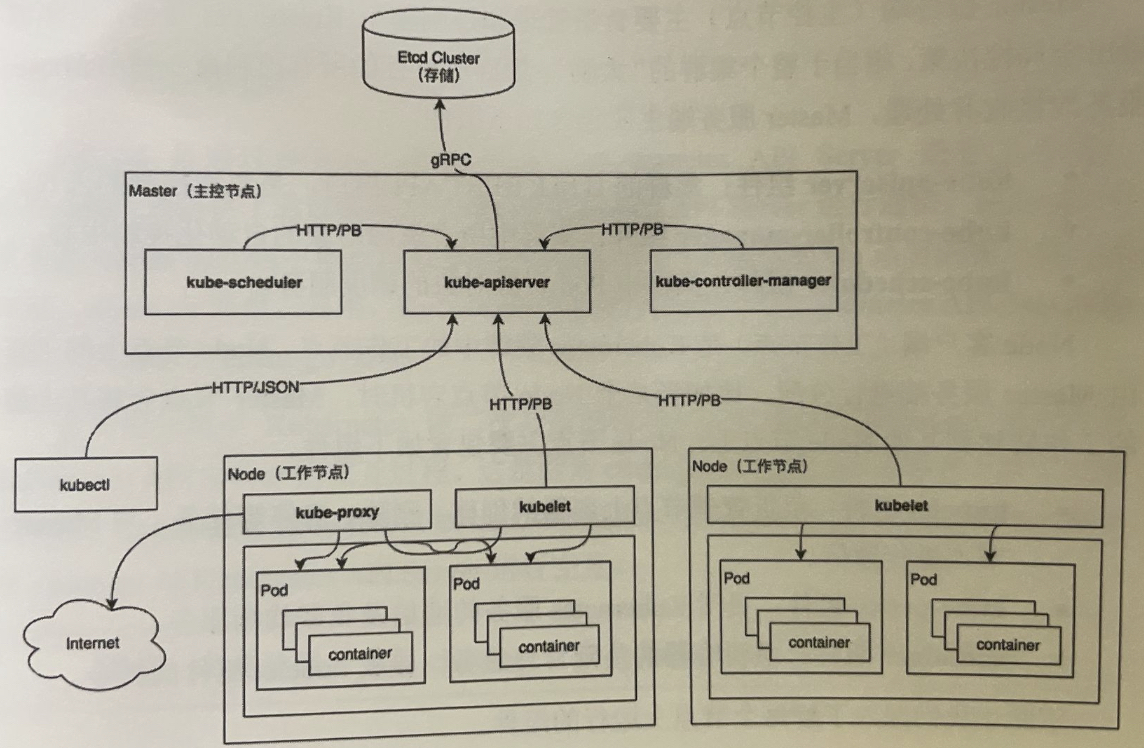 Etcd Cluster
（存储）
gRPC
Master（主控节点）
HTTP/PB
HTTP/PB
kube-scheduler
kube-apiserver
kube-controller-manager
HTTP/JSON
HTTP/PB
HTTP/PB
kubectl
Node（工作节点）
kube-proxy
kubelet
Pod
container
Pod
container
Node（工作节点）
kubelet
Pod
container
Pod
container
Internet